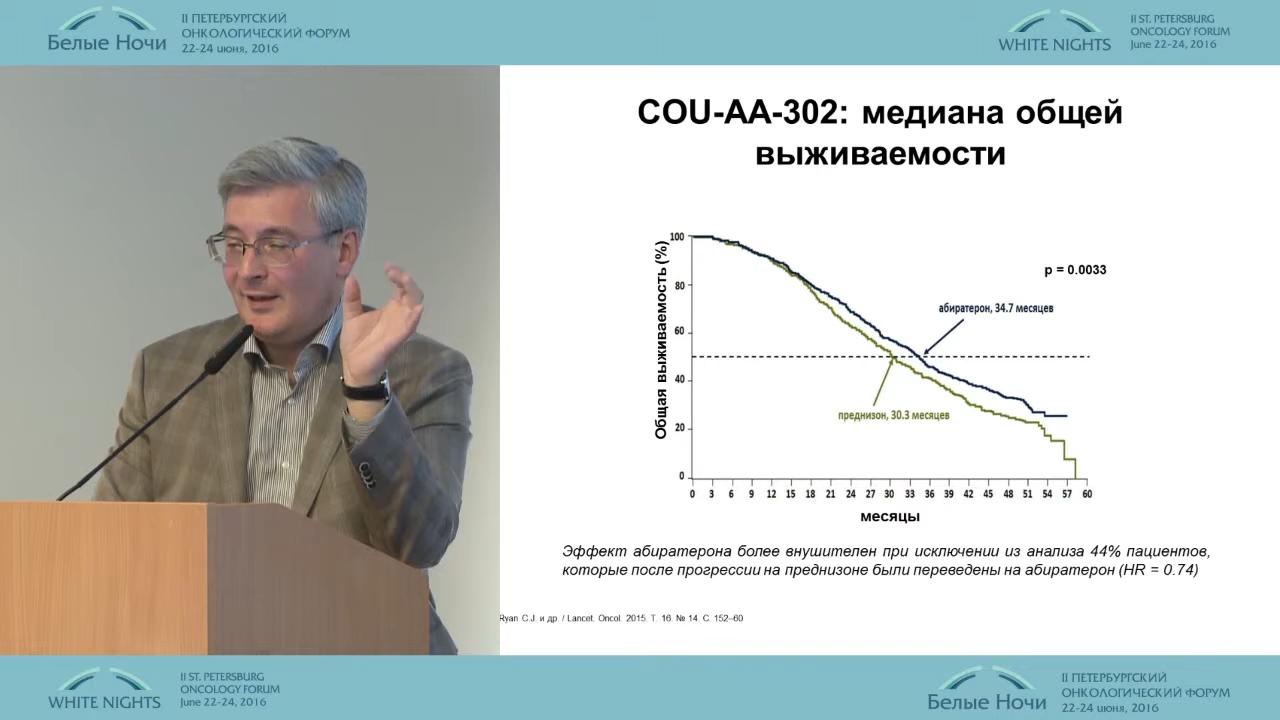 Белые Ночи
II ПЕТЕРБУРГСКИЙ
ОНКОЛОГИЧЕСКИЙ ФОРУМ
22-24 июня, 2016
WHITE NIGHTS
II ST. PETERSBURG
ONCOLOGY FORUM
June 22-24, 2016
COU-AA-302: медиана общей
выживаемости
Общая выживаемость (%)
100
80
60
40
20
0
p = 0.0033
абиратерон, 34.7 месяцев
преднизон, 30.3 месяцев
0 3 6 9 12 15 18 21 24 27 30 33 36 39 42 45 48 51 54 57 60
месяцы
Эффект абиратерона более внушителен при исключении из анализа 44% пациентов,
которые после прогрессии на преднизоне были переведены на абиратерон (HR = 0.74)
Ryan C.J. и др. / Lancet. Oncol. 2015. Т. 16. № 14. С. 152–60
WHITE NIGHTS
II ST. PETERSBURG
ONCOLOGY FORUM
June 22-24, 2016
Белые Ночи
II ПЕТЕРБУРГСКИЙ
ОНКОЛОГИЧЕСКИЙ ФОРУМ
22-24 июня, 2016